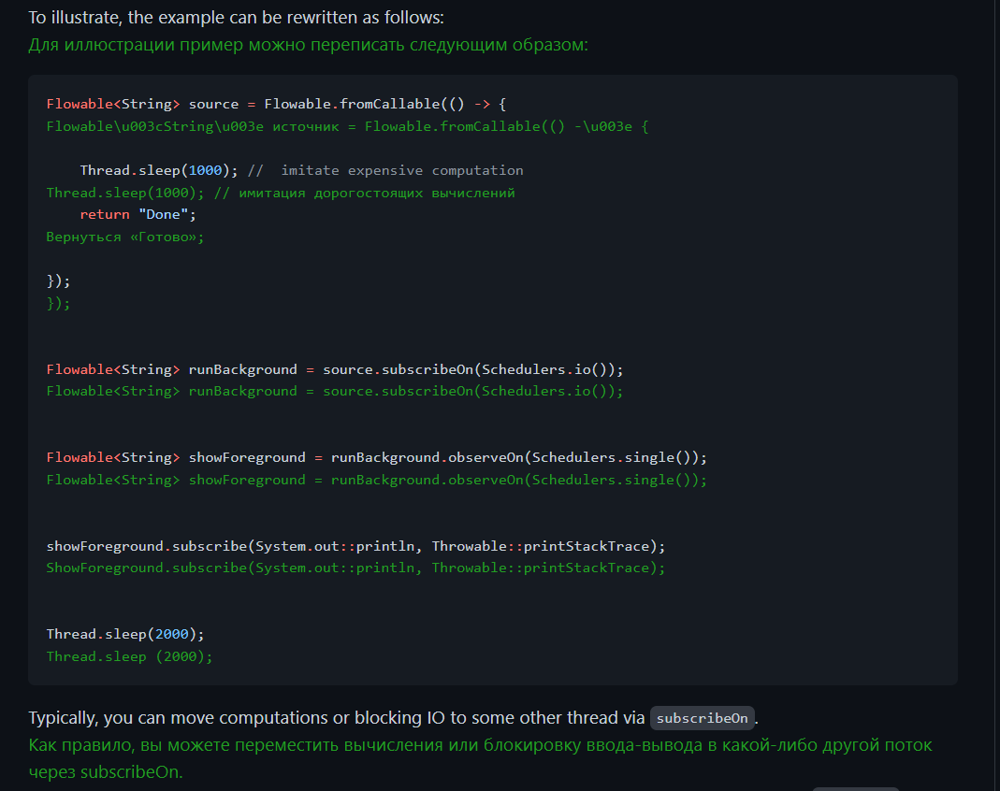 To illustrate, the example can be rewritten as follows:
Для иллюстрации пример можно переписать следующим образом:
Flowable<String> source = Flowable.fromCallable(() -> {
Flowable\u003cString\u003e источник = Flowable.fromCallable(() -\u003e {
Thread.sleep(1000); //  imitate expensive computation
Thread.sleep(1000); // имитация дорогостоящих вычислений
return "Done";
Вернуться «Готово»;
});
});
Flowable<String> runBackground = source.subscribeOn(Schedulers.io());
Flowable<String> runBackground = source.subscribeOn(Schedulers.io());
Flowable<String> showForeground = runBackground.observeOn(Schedulers.single());
Flowable<String> showForeground = runBackground.observeOn(Schedulers.single());
showForeground.subscribe(System.out::println, Throwable::printStackTrace);
ShowForeground.subscribe(System.out::println, Throwable::printStackTrace);
Thread.sleep(2000);
Thread.sleep (2000);
Typically, you can move computations or blocking IO to some other thread via subscribeOn.
Как правило, вы можете переместить вычисления или блокировку ввода-вывода в какой-либо другой поток
через subscribeOn.